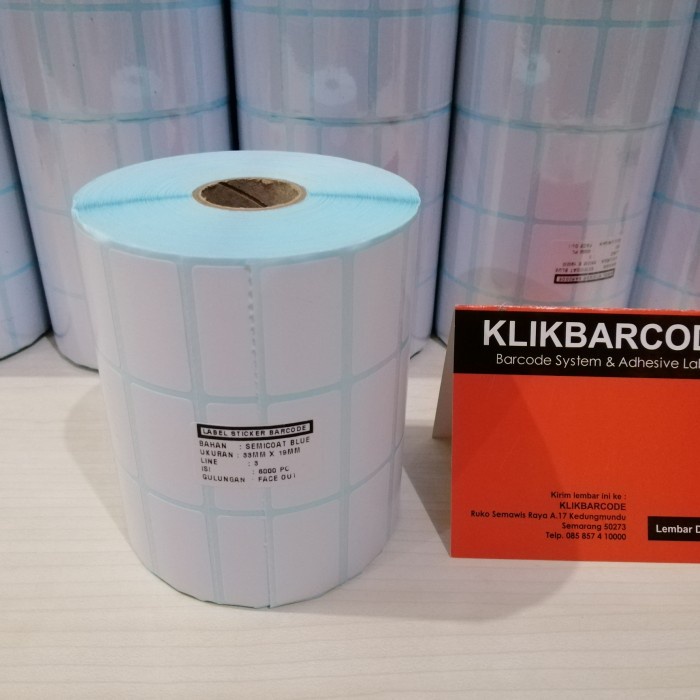 LABEL STICKER BARCODE
BAHAN : SEMICOAT BLUE
UKURAN : 33MM X 19MM
LINE : 3
ISI : 6000 PC
GULUNGAN : FACE OUT
KLIKBARCOD
Barcode System & Adhesive Lab
Kirim lembar ini ke :
KLIKBARCODE
Ruko Semawis Raya A.17 Kedungmundu
Semarang 50273
Telp. 085 857 4 10000
Lembar D